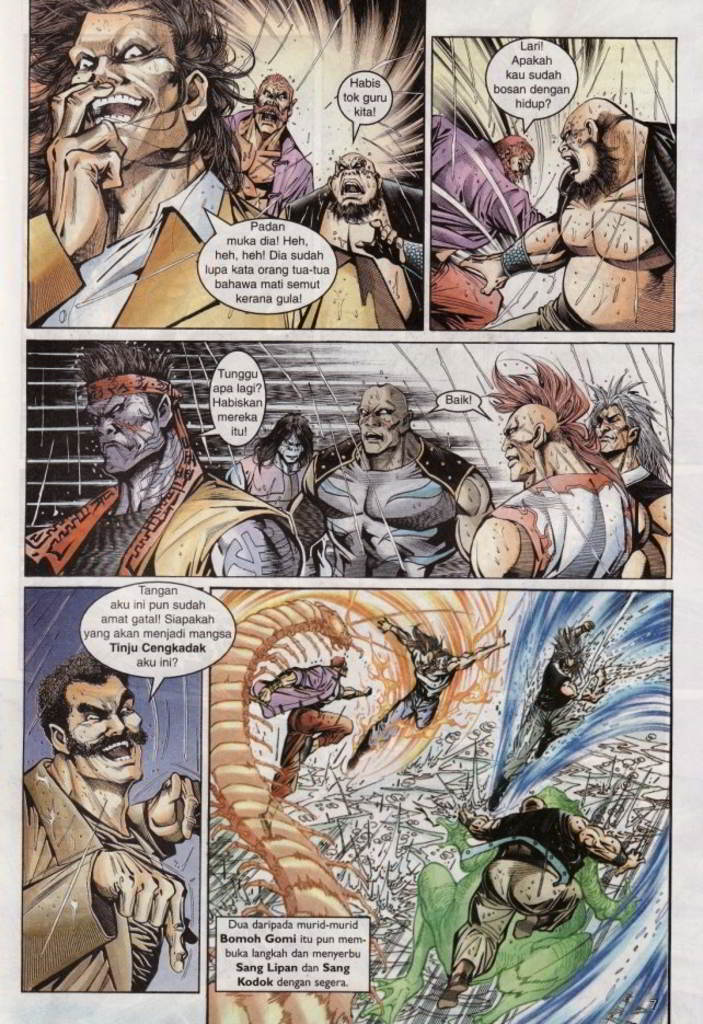 Habis
tok guru
kita!
Padan
muka dia! Heh,
heh, heh! Dia sudah
lupa kata orang tua-tua
bahawa mati semut
kerana gula!
Lari!
Apakah
kau sudah
bosan dengan
hidup?
Tunggu
apa lagi?
Habiskan
mereka
itu!
Baik!
Tangan
aku ini pun sudah
amat gatal! Siapakah
yang akan menjadi mangsa
Tinju Cengkadak
aku ini?
Dua daripada murid-murid
Bomoh Gomi itu pun mem-
buka langkah dan menyerbu
Sang Lipan dan Sang
Kodok dengan segera.
7